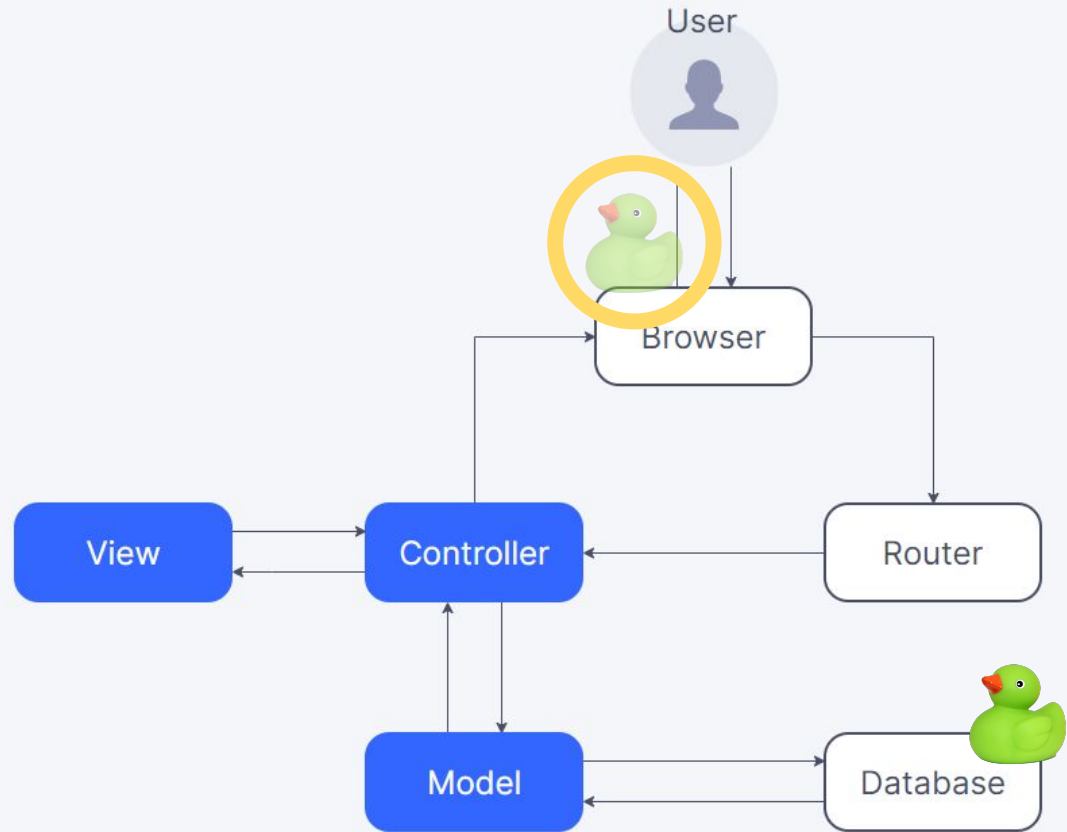 User
Browser
View
Controller
Router
Model
Database